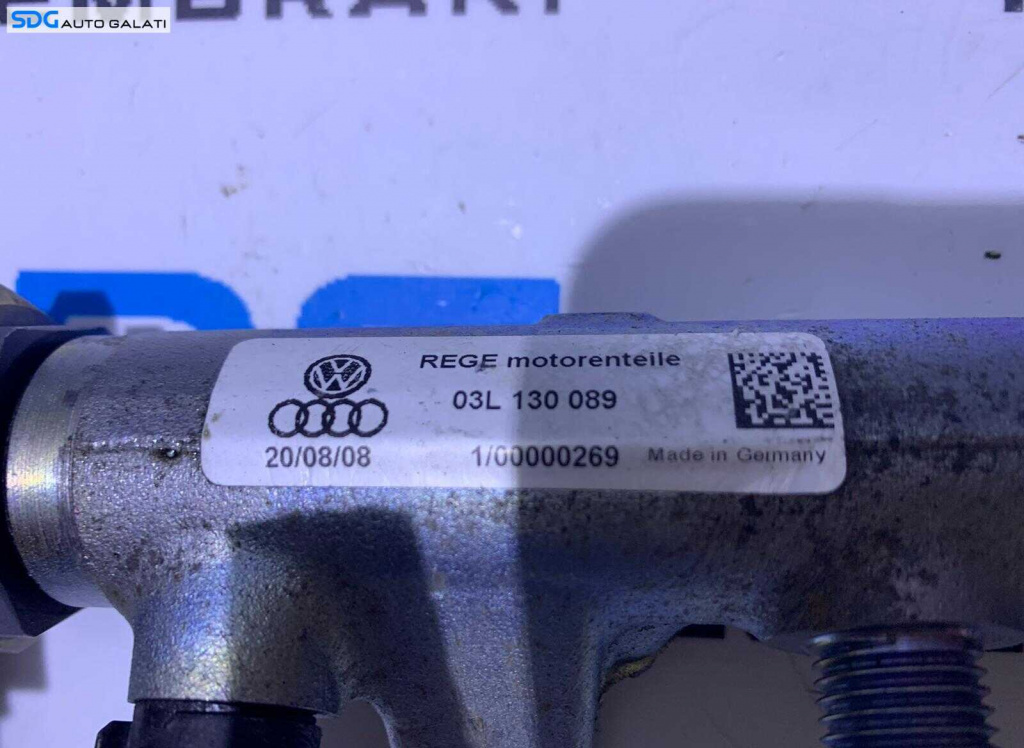 SDG AUTO GALATI
REGE motorenteile
03L 130 089
20/08/08 1/00000269 Made in Germany